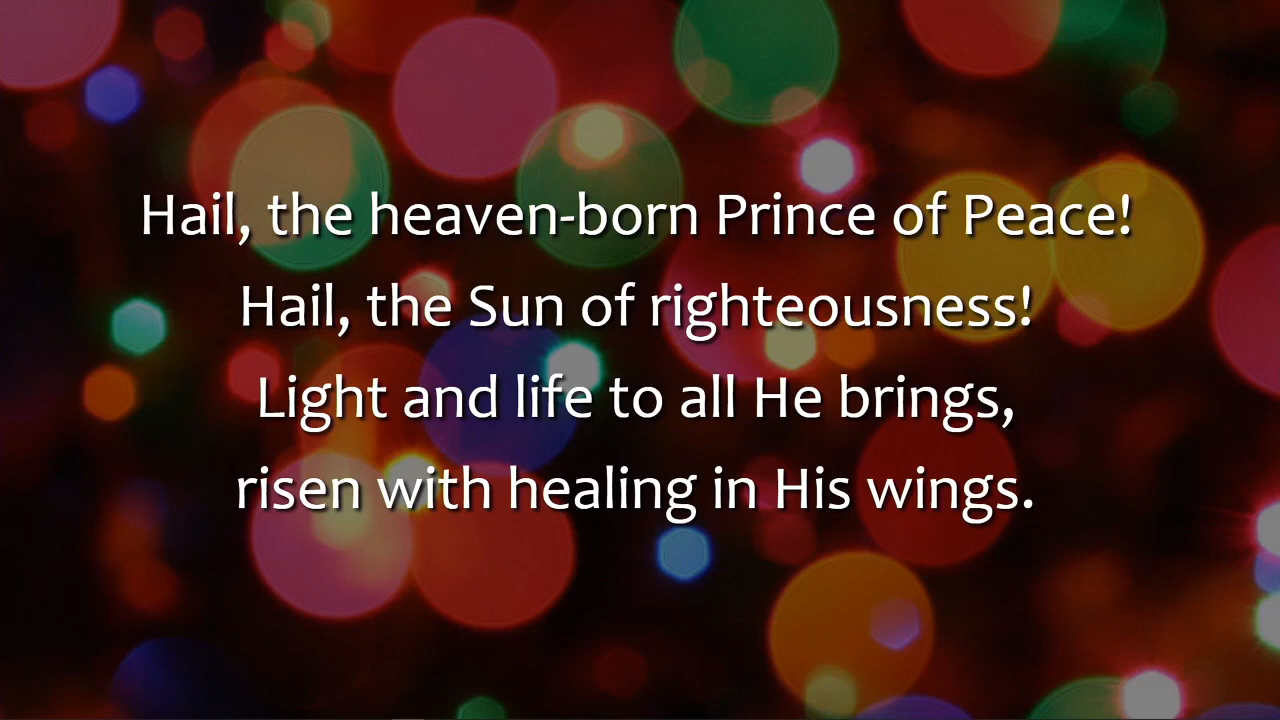 Hail, the heaven-born Prince of Peace!
Hail, the Sun of righteousness!
Light and life to all He brings,
risen with healing in His wings.